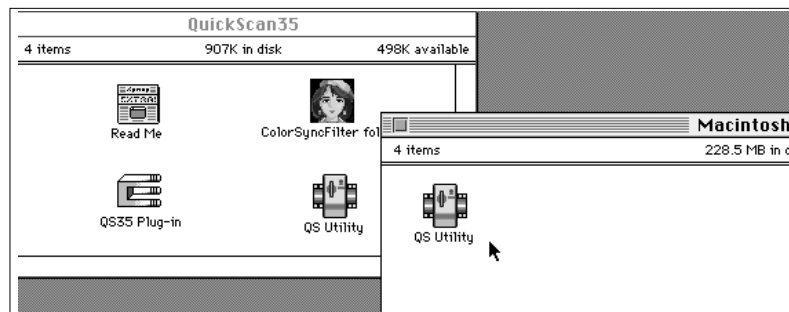 QuickScan35
4 items 907K in disk 498K available
Read Me
ColorSyncFilter fol
QS35 Plug-in
QS Utility
Macintosh
4 items 228.5 MB in d
QS Utility